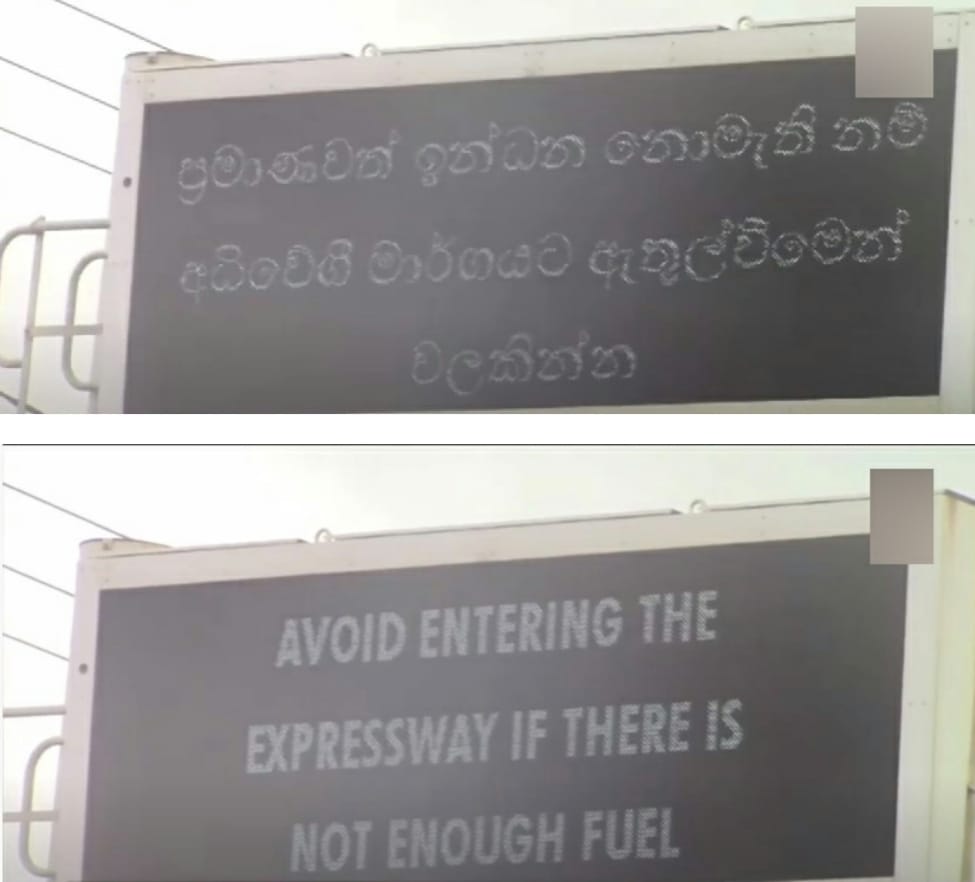 ප්‍රමාණවත් ඉන්ධන නොමැති නම්
අධිවේගී මාර්ගයට ඇතුල්වීමෙන්
වලකින්න
AVOID ENTERING THE
EXPRESSWAY IF THERE IS
NOT ENOUGH FUEL